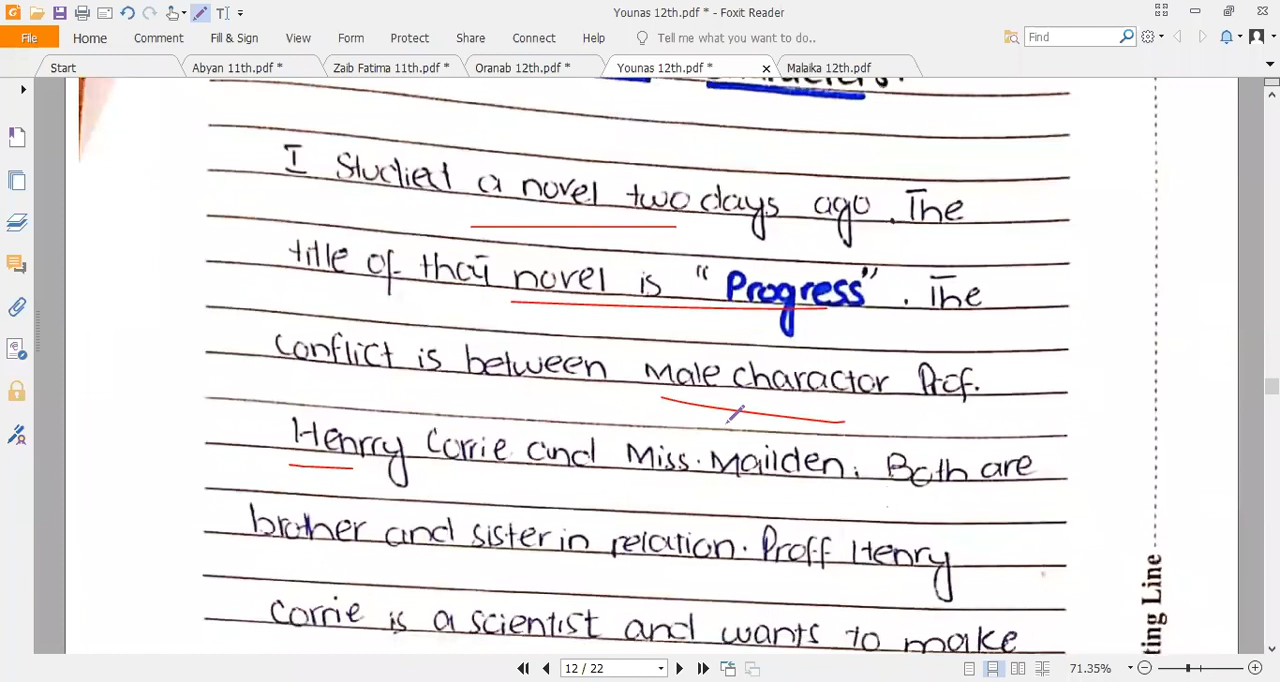 Younas 12th.pdf * - Foxit Reader
File Home Comment Fill & Sign View Form Protect Share Connect Help Tell me what you want to do.. Find
Start Abyan 11th.pdf * Zaib Fatima 11th.pdf * Oranab 12th.pdf * Younas 12th.pdf * Malaika 12th.pdf
I Studied a novel two days ago. The
title of that novel is "Progress". The
conflict is between male charactor Prof.
Henrry Corrie and Miss. Mailden. Both are
brother and sister in relation. Proff Henry
Corrie is a scientist and wants to make
ting Line
12 / 22 71.35%